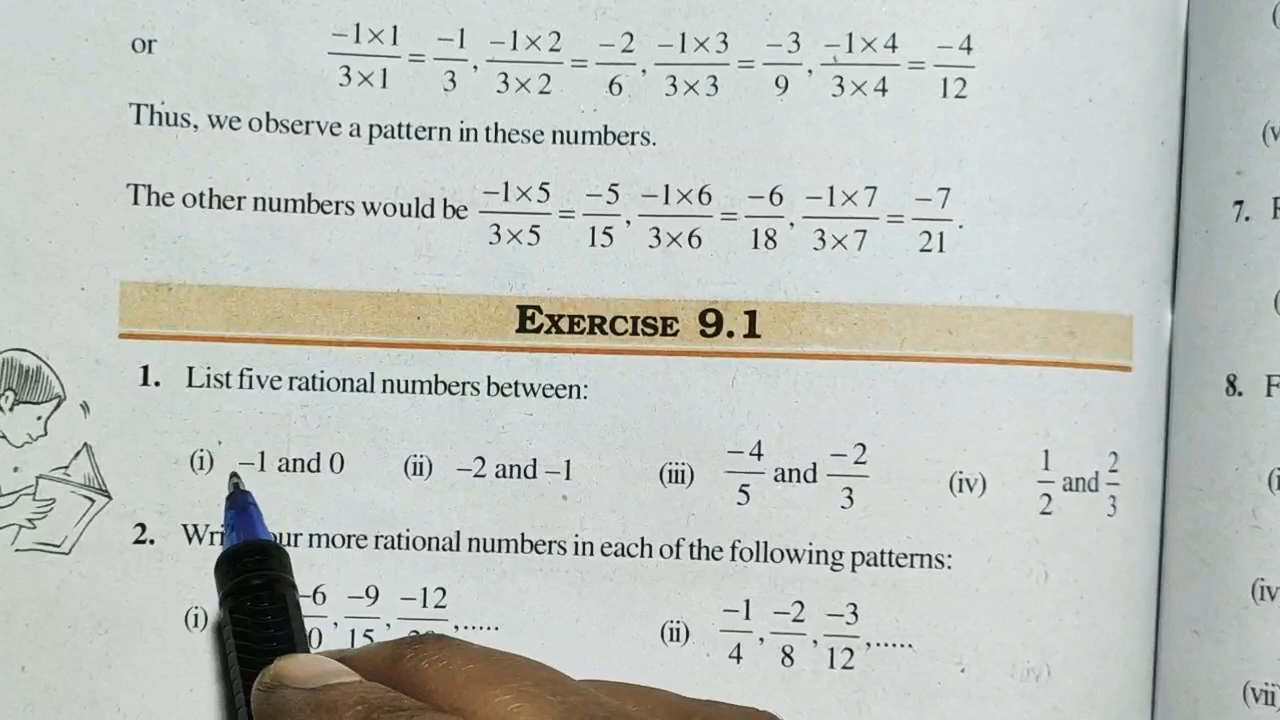 or −1×1/3×1 = −1/3, −1×2/3×2 = −2/6, −1×3/3×3 = −3/9, −1×4/3×4 = −4/12
Thus, we observe a pattern in these numbers.
The other numbers would be −1×5/3×5 = −5/15, −1×6/3×6 = −6/18, −1×7/3×7 = −7/21.
EXERCISE 9.1
1. List five rational numbers between:
(i) −1 and 0 (ii) −2 and −1 (iii) −4/5 and −2/3 (iv) 1/2 and 2/3
2. more rational numbers in each of the following patterns:
(i) −9/15, −12 ,..... (ii) −1/4, −2/8, −3/12,.....
7.
8.
(iv
(vii